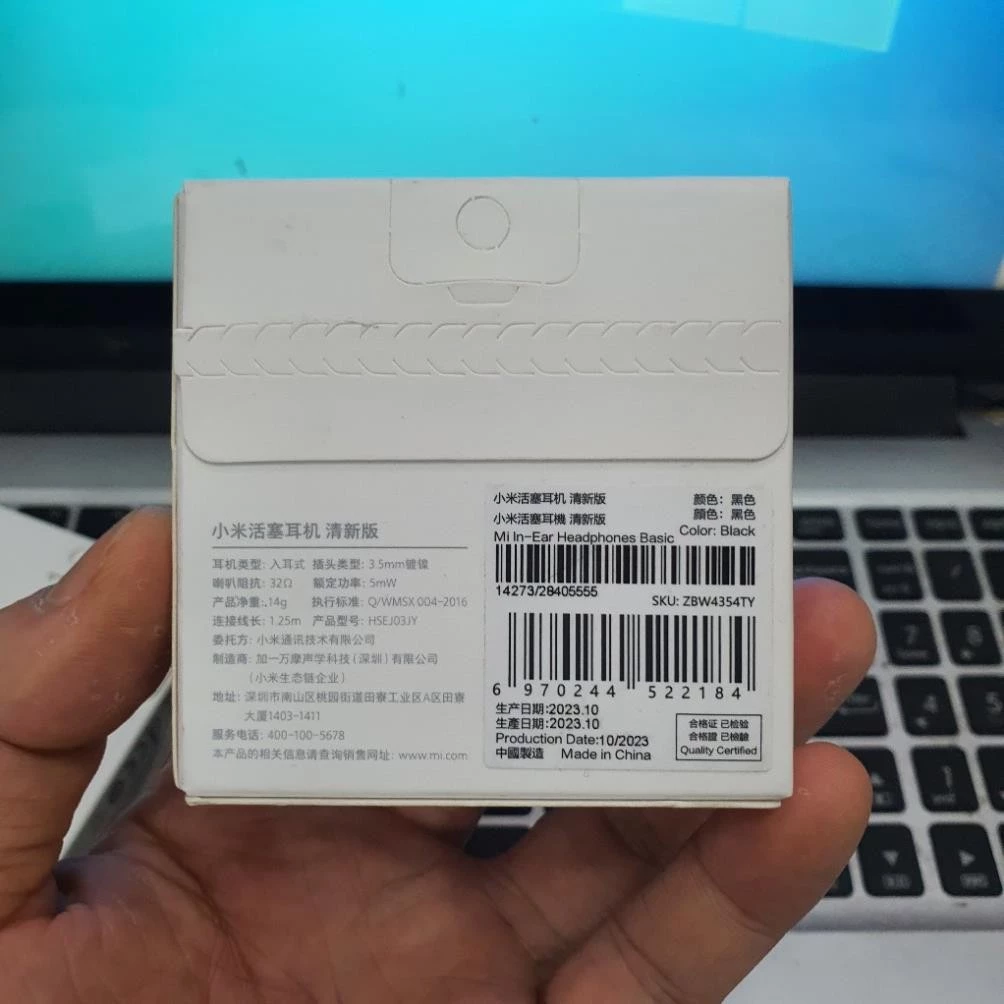 小米活塞耳机 清新版
耳机类型: 入耳式 插头类型: 3.5mm镀镍
喇叭阻抗: 32Ω 额定功率: 5mW
产品净重: 14g 执行标准: Q/WMSX 004-2016
连接线长: 1.25m 产品型号: HSEJ03JY
委托方: 小米通讯技术有限公司
制造商: 加一万摩声学科技(深圳)有限公司
(小米生态链企业)
地址: 深圳市南山区桃园街道田寮工业区A区田寮
大厦1403-1411
服务电话: 400-100-5678
本产品的相关信息请查询销售网址: www.mi.com
小米活塞耳机 清新版 颜色: 黑色
小米活塞耳機 清新版 顏色: 黑色
Mi In-Ear Headphones Basic Color: Black
14273/28405555
SKU: ZBW4354TY
6 970244 522184
生产日期:2023.10
生產日期:2023.10
Production Date:10/2023
中國製造 Made in China
合格证 已检验
合格證 已檢驗
Quality Certified